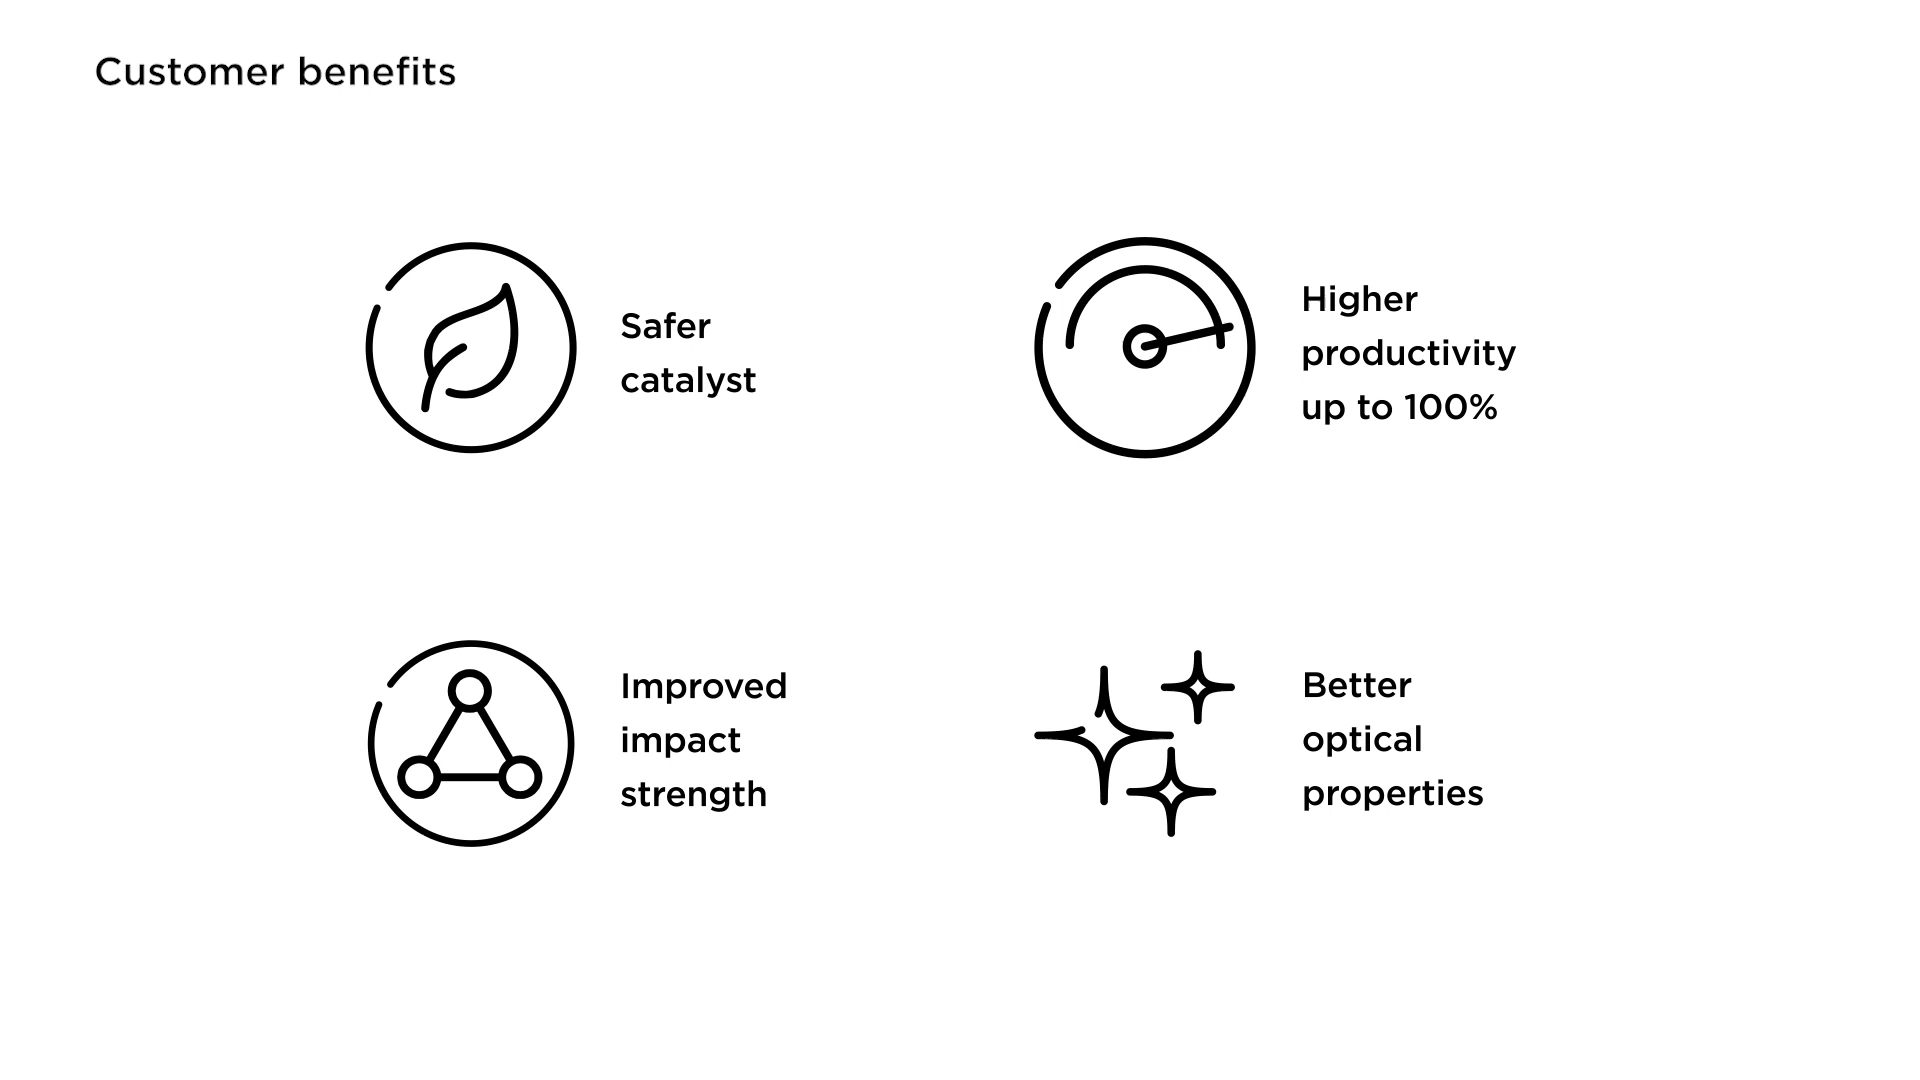 Customer benefits
Safer
catalyst
Higher
productivity
up to 100%
Improved
impact
strength
Better
optical
properties